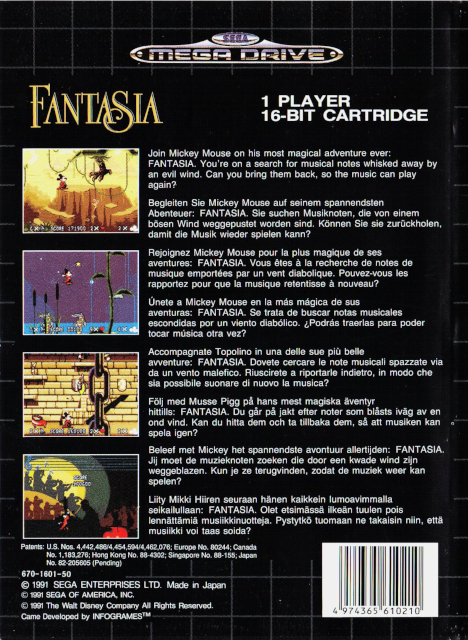 SEGA
MEGA DRIVE
FANTASIA
1 PLAYER
16-BIT CARTRIDGE
Join Mickey Mouse on his most magical adventure ever:
FANTASIA. You're on a search for musical notes whisked away by
an evil wind. Can you bring them back, so the music can play
again?
Begleiten Sie Mickey Mouse auf seinem spannendsten
Abenteuer: FANTASIA. Sie suchen Musiknoten, die von einem
bösen Wind weggepustet worden sind. Können Sie sie zurückholen,
damit die Musik wieder spielen kann?
Rejoignez Mickey Mouse pour la plus magique de ses
aventures: FANTASIA. Vous êtes à la recherche de notes de
musique emportées par un vent diabolique. Pouvez-vous les
rapportez pour que la musique retentisse à nouveau?
Únete a Mickey Mouse en la más mágica de sus
aventuras: FANTASIA. Se trata de buscar notas musicales
escondidas por un viento diabólico. ¿Podrás traerlas para poder
tocar música otra vez?
Accompagnate Topolino in una delle sue più belle
avventure: FANTASIA. Dovete cercare le note musicali spazzate via
da un vento malefico. Riuscirete a riportarle indietro, in modo che
sia possibile suonare di nuovo la musica?
Följ med Musse Pigg på hans mest magiska äventyr
hittills: FANTASIA. Du går på jakt efter noter som blåsts iväg av en
ond vind. Kan du hitta dem och ta tillbaka dem, så att musiken kan
spela igen?
Beleef met Mickey het spannendste avontuur allertijden: FANTASIA.
Jij moet de muzieknoten zoeken die door een kwade wind zijn
weggeblazen. Kun je ze terugvinden, zodat de muziek weer kan
spelen?
Liity Mikki Hiiren seuraan hänen kaikkein lumoavimmalla
seikailullaan: FANTASIA. Olet etsimässä ilkeän tuulen pois
lennättämiä musiikkinuotteja. Pystytkö tuomaan ne takaisin niin, että
musiikki voi taas soida?
Patents: U.S. Nos. 4,442,486/4,454,594/4,462,076; Europe No. 80244; Canada
No. 1,183,276; Hong Kong No. 88-4302; Singapore No. 88-155; Japan
No. 82-205605 (Pending)
670-1601-50
© 1991 SEGA ENTERPRISES LTD. Made in Japan
© 1991 SEGA OF AMERICA, INC.
© 1991 The Walt Disney Company All Rights Reserved.
Game Developed by INFOGRAMES™
4 974365 610210